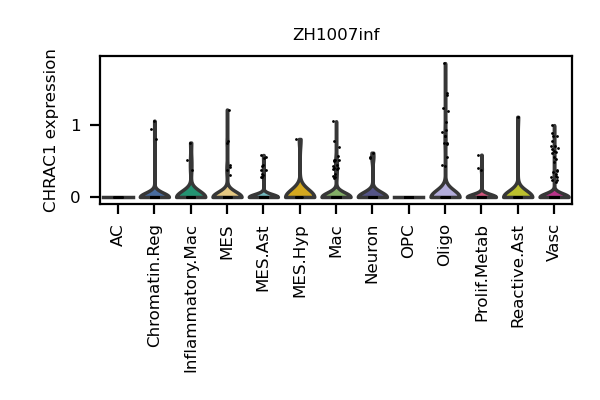 ZH1007inf
CHRAC1 expression
1
0
AC
Chromatin.Reg
Inflammatory.Mac
MES
MES.Ast
MES.Hyp
Mac
Neuron
OPC
Oligo
Prolif.Metab
Reactive.Ast
Vasc